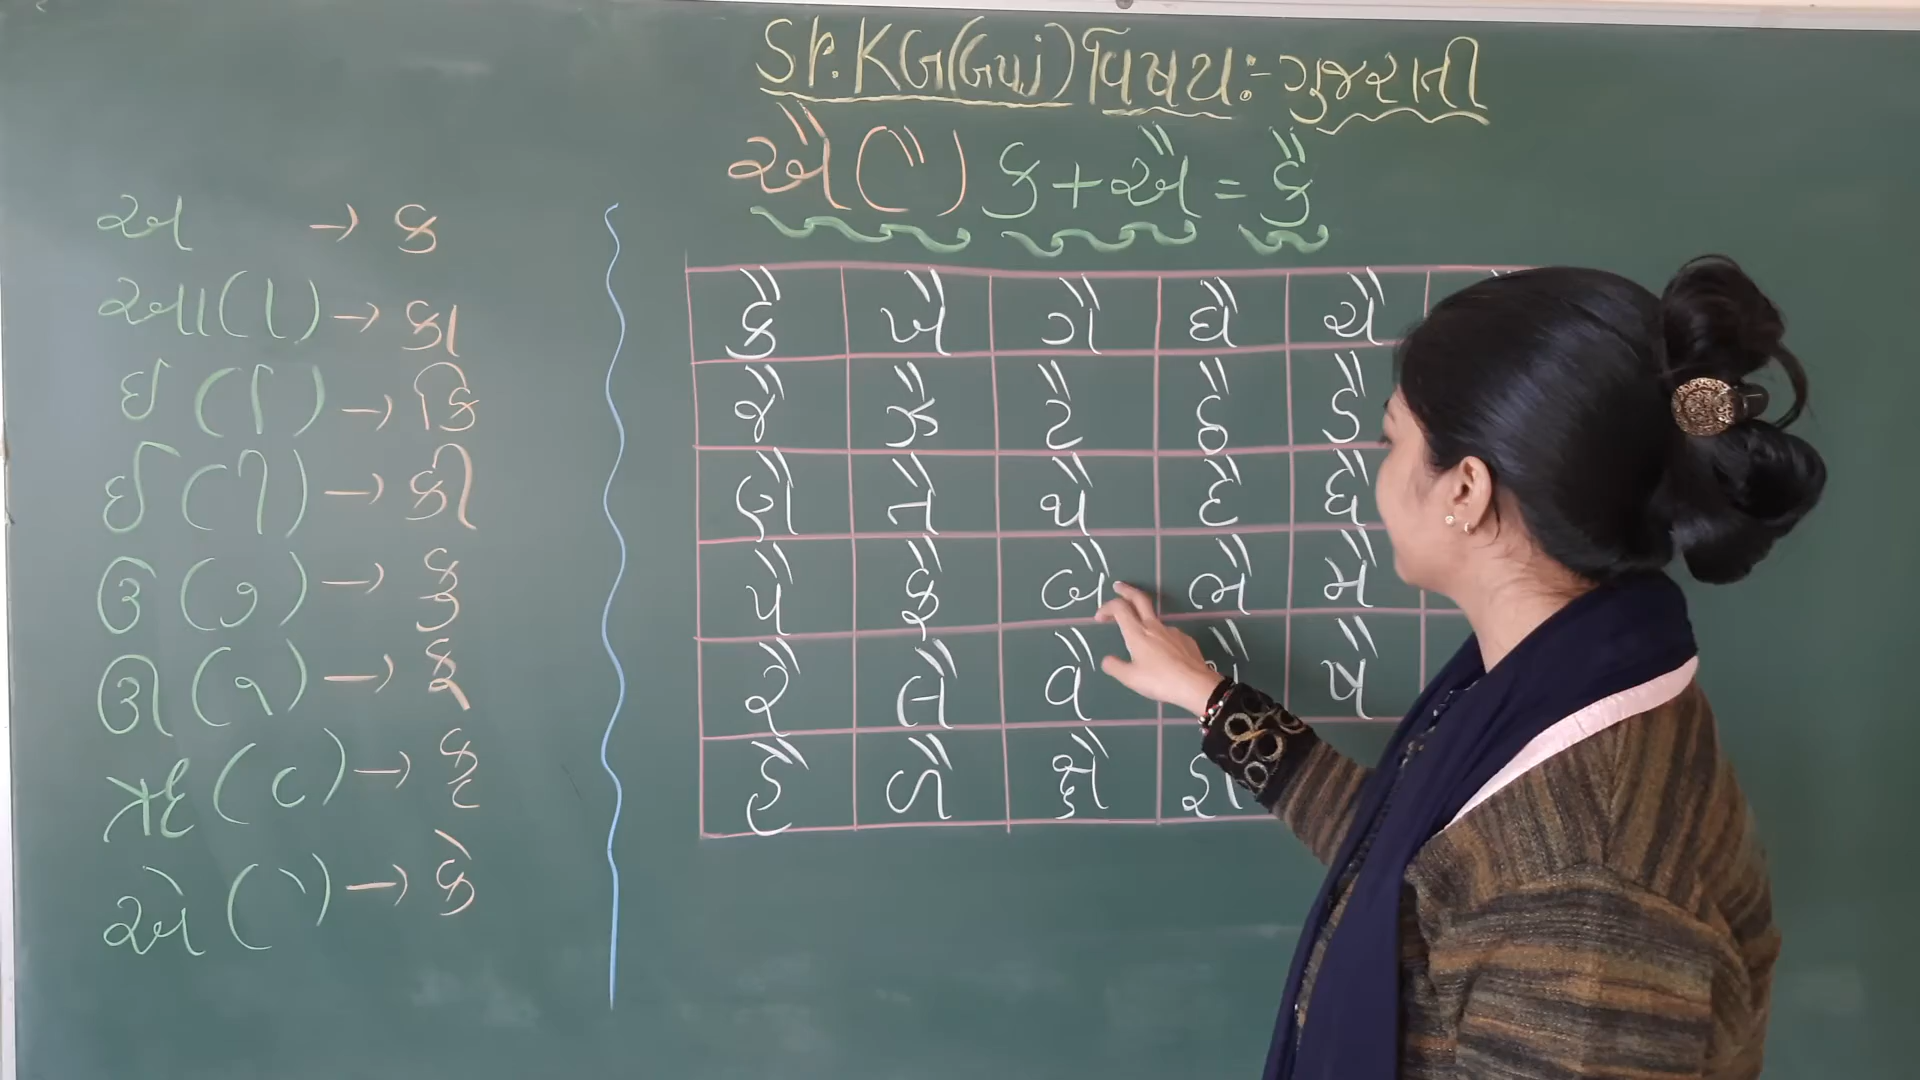 Sr. KG(Guj) વિષય:- ગુજરાતી
ઐ (ૈ) ક+ઐ = કૈ
અ → ક
આ (ા) → કા
ઇ (િ) → કિ
ઈ (ી) → કી
ઉ (ુ) → કુ
ઊ (ૂ) → કૂ
ઋ (ૃ) → કૃ
એ (ે) → કે
કૈ ખૈ ગૈ ઘૈ ચૈ
જૈ ઝૈ ટૈ ઠૈ ડૈ
ણૈ તૈ થૈ દૈ ધૈ
પૈ ફૈ બૈ ભૈ મૈ
રૈ લૈ વૈ ષૈ
હૈ ળૈ ક્ષૈ